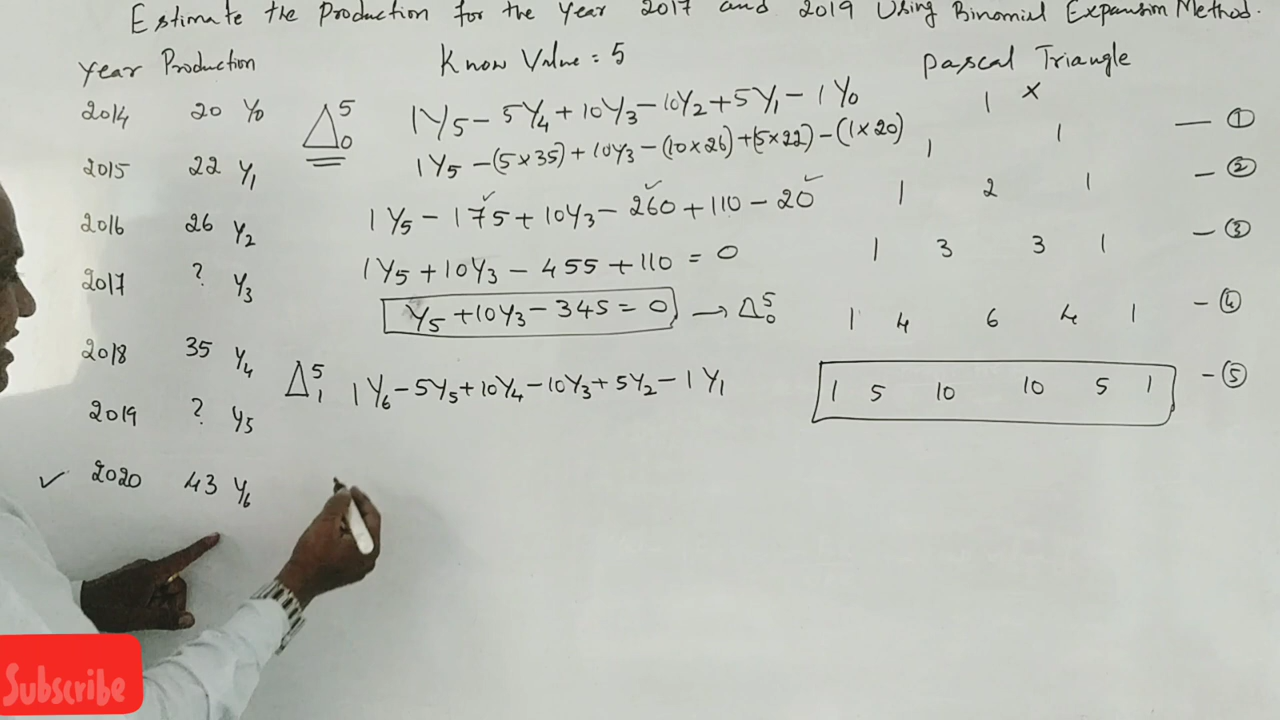 Estimate the Production for the Year 2017 and 2019 Using Binomial Expansion Method.
Year Production
2014 20 Y₀
2015 22 Y₁
2016 26 Y₂
2017 ? Y₃
2018 35 Y₄
2019 ? Y₅
✓ 2020 43 Y₆
Know Value = 5
Δ⁵₀ 1Y₅ - 5Y₄ + 10Y₃ - 10Y₂ + 5Y₁ - 1Y₀
1Y₅ - (5×35) + 10Y₃ - (10×26) + (5×22) - (1×20)
1Y₅ - 175 + 10Y₃ - 260 + 110 - 20
1Y₅ + 10Y₃ - 455 + 110 = 0
Y₅ + 10Y₃ - 345 = 0 → Δ⁵₀
Δ⁵₁ 1Y₆ - 5Y₅ + 10Y₄ - 10Y₃ + 5Y₂ - 1Y₁
Pascal Triangle
1 ×
1 1 — ①
1 2 1 — ②
1 3 3 1 — ③
1 4 6 4 1 — ④
1 5 10 10 5 1 — ⑤
Subscribe